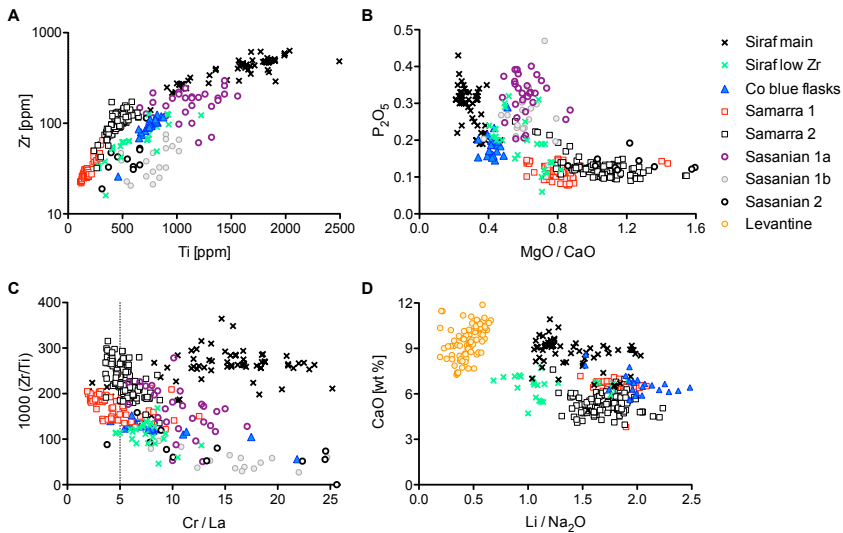 A
Zr [ppm]
1000
100
10
0
500
1000
1500
2000
2500
Ti [ppm]
B
P2O5
0.5
0.4
0.3
0.2
0.1
0.0
0.0
0.4
0.8
1.2
1.6
MgO / CaO
Siraf main
Siraf low Zr
Co blue flasks
Samarra 1
Samarra 2
Sasanian 1a
Sasanian 1b
Sasanian 2
Levantine
C
1000 (Zr/Ti)
400
300
200
100
0
0
5
10
15
20
25
Cr / La
D
CaO [wt %]
12
9
6
3
0
0.0
0.5
1.0
1.5
2.0
2.5
Li / Na2O